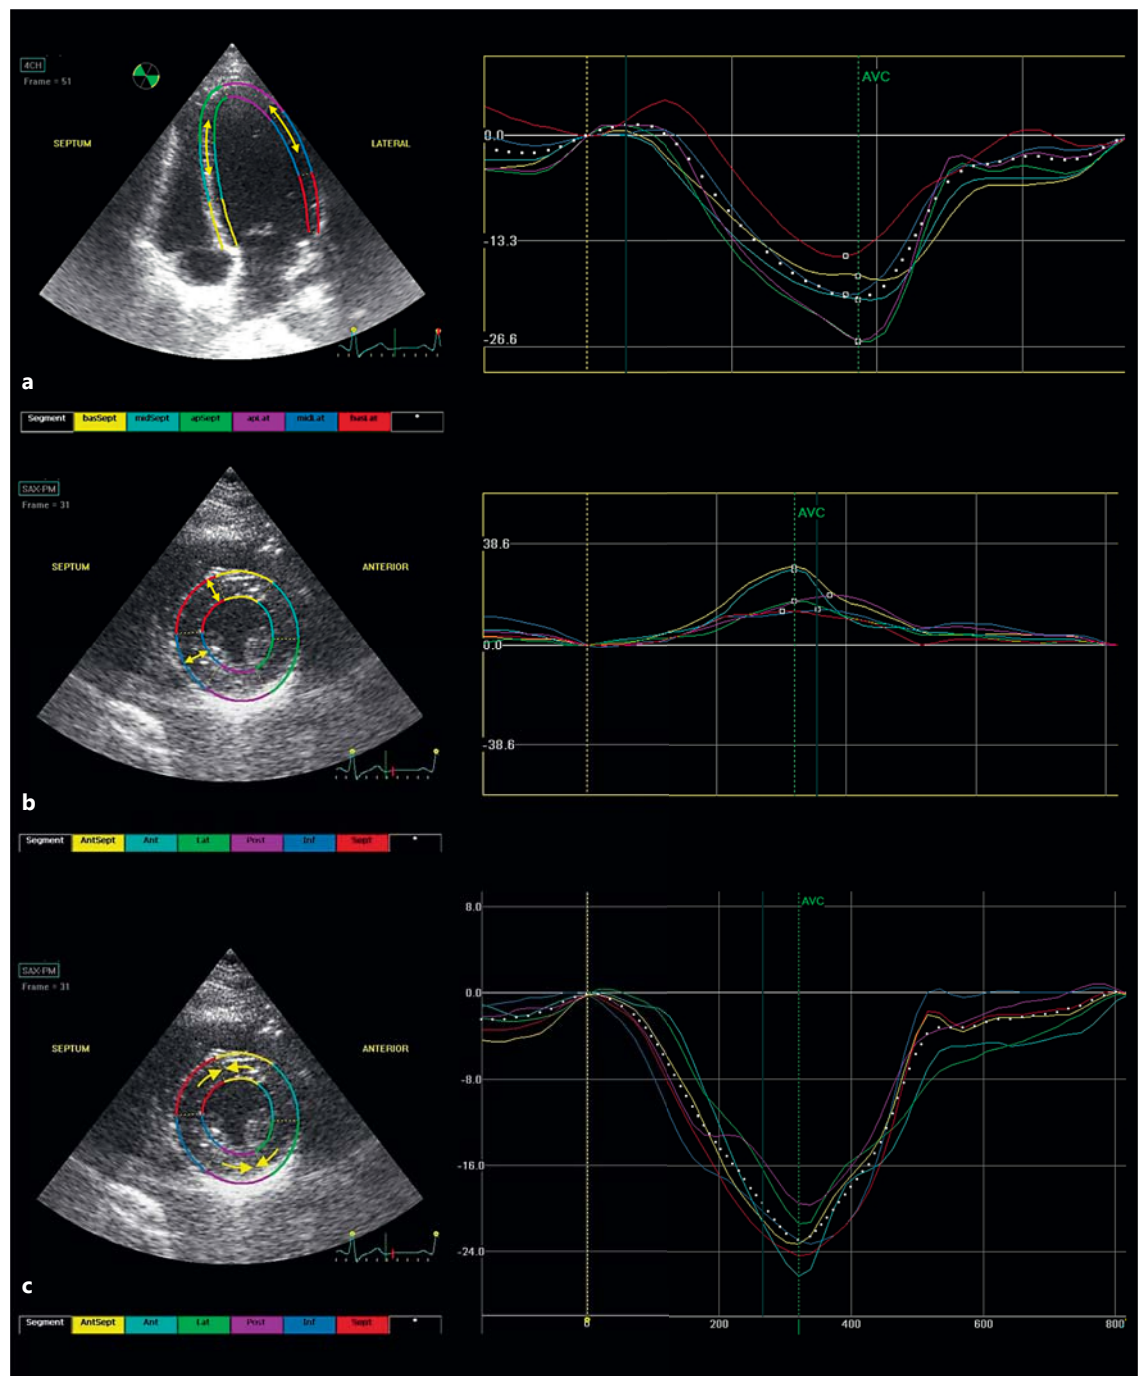 4CH
Frame = 51
SEPTUM
LATERAL
AVC
0.0
-13.3
-26.6
a
Segment basSept midSept apSept apLat midLat basLat *
SAX-PM
Frame = 31
SEPTUM
ANTERIOR
AVC
38.6
0.0
-38.6
b
Segment AntSept Ant Lat Post Inf Sept *
SAX-PM
Frame = 31
SEPTUM
ANTERIOR
AVC
8.0
0.0
-8.0
-16.0
-24.0
0 200 400 600 800
c
Segment AntSept Ant Lat Post Inf Sept *